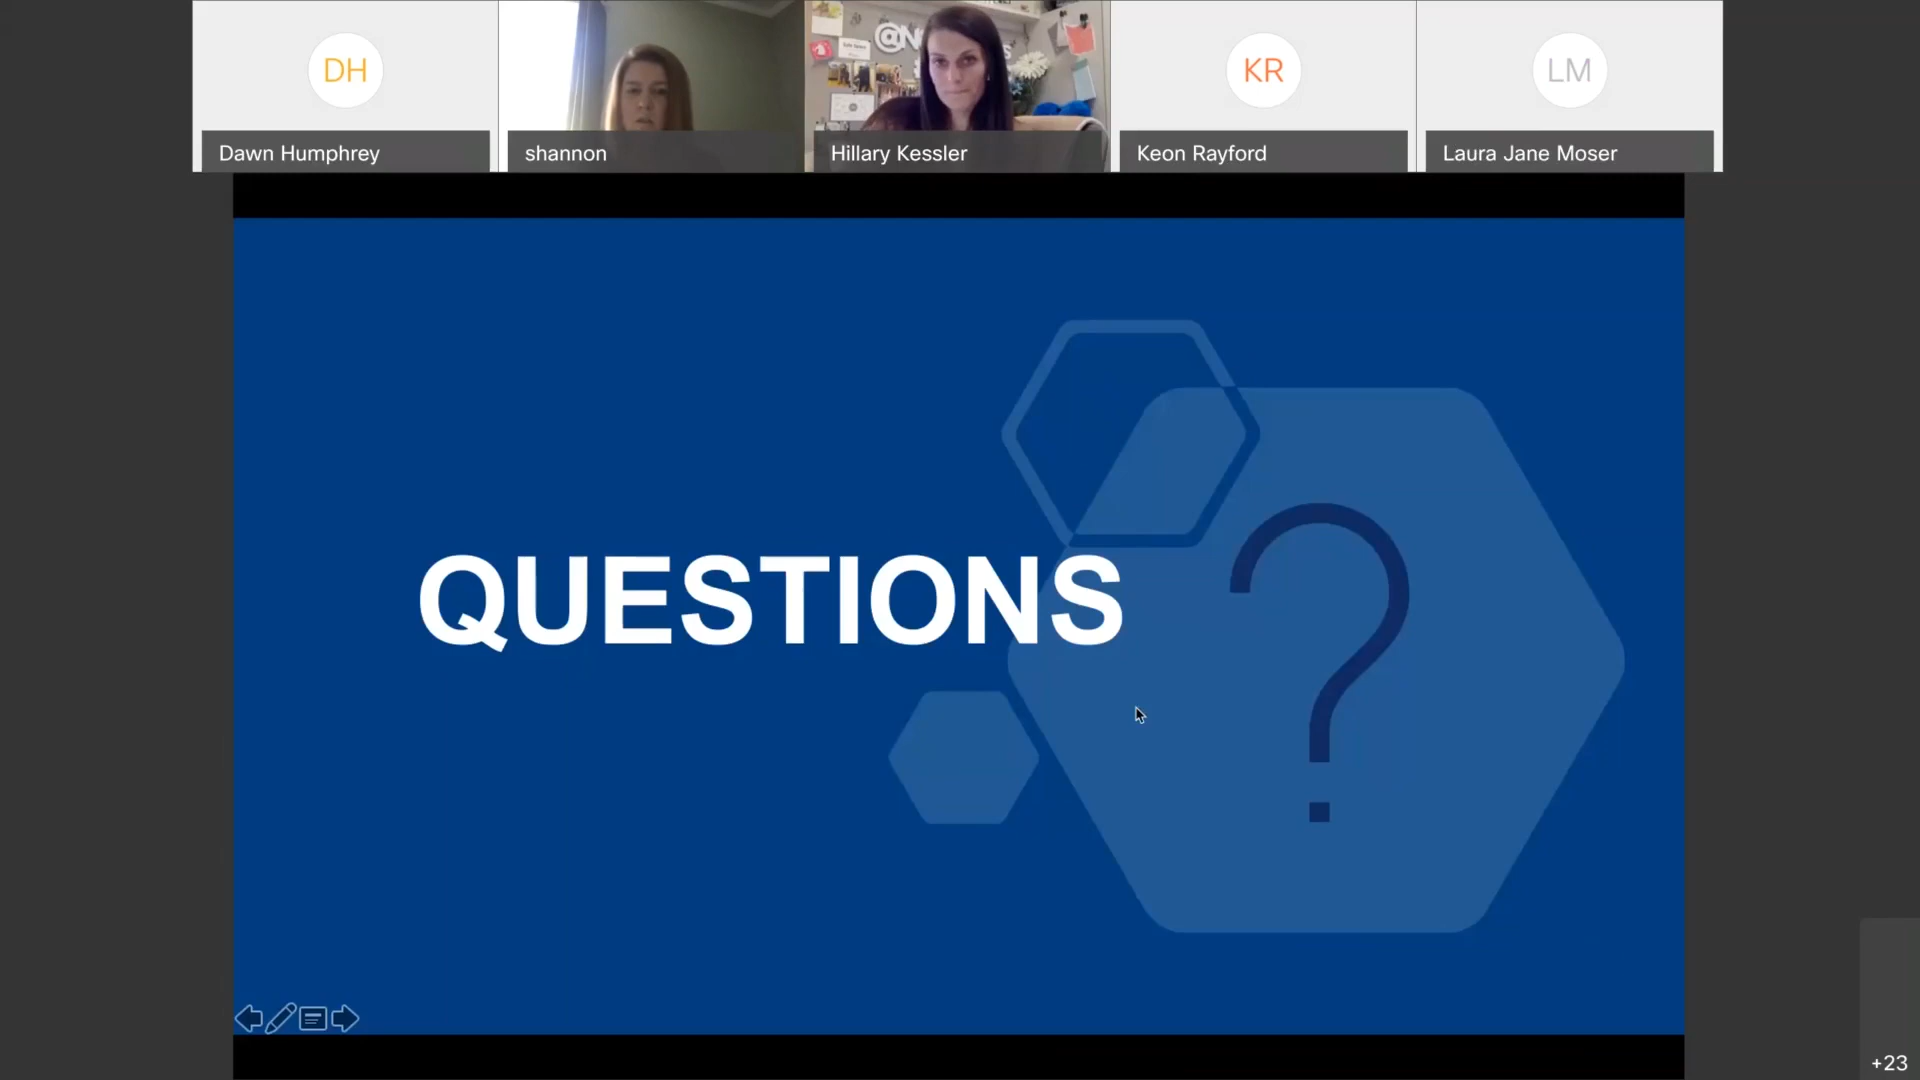 DH
KR
LM
@N
Dawn Humphrey
shannon
Hillary Kessler
Keon Rayford
Laura Jane Moser
QUESTIONS
?
+23